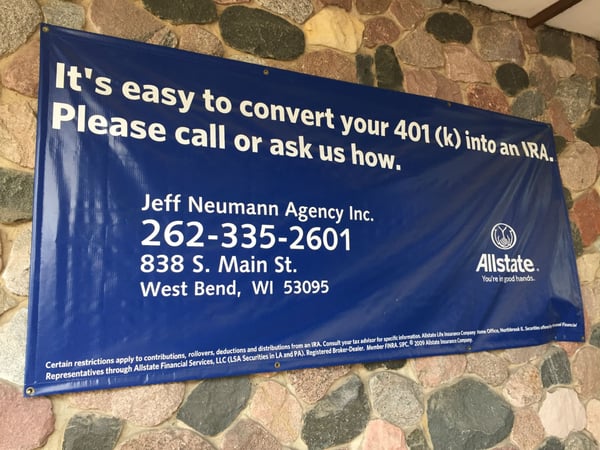 It's easy to convert your 401 (k) into an IRA.
Please call or ask us how.
Jeff Neumann Agency Inc.
262-335-2601
838 S. Main St.
West Bend, WI 53095
Allstate.
You're in good hands.
Certain restrictions apply to contributions, rollovers, deductions and distributions from an IRA. Consult your tax advisor for specific information. Allstate Life Insurance Company Home Office, Northbrook IL. Securities offered Financial
Representatives through Allstate Financial Services, LLC (LSA Securities in LA and PA). Registered Broker-Dealer. Member FINRA, SIPC. © 2009 Allstate Insurance Company.